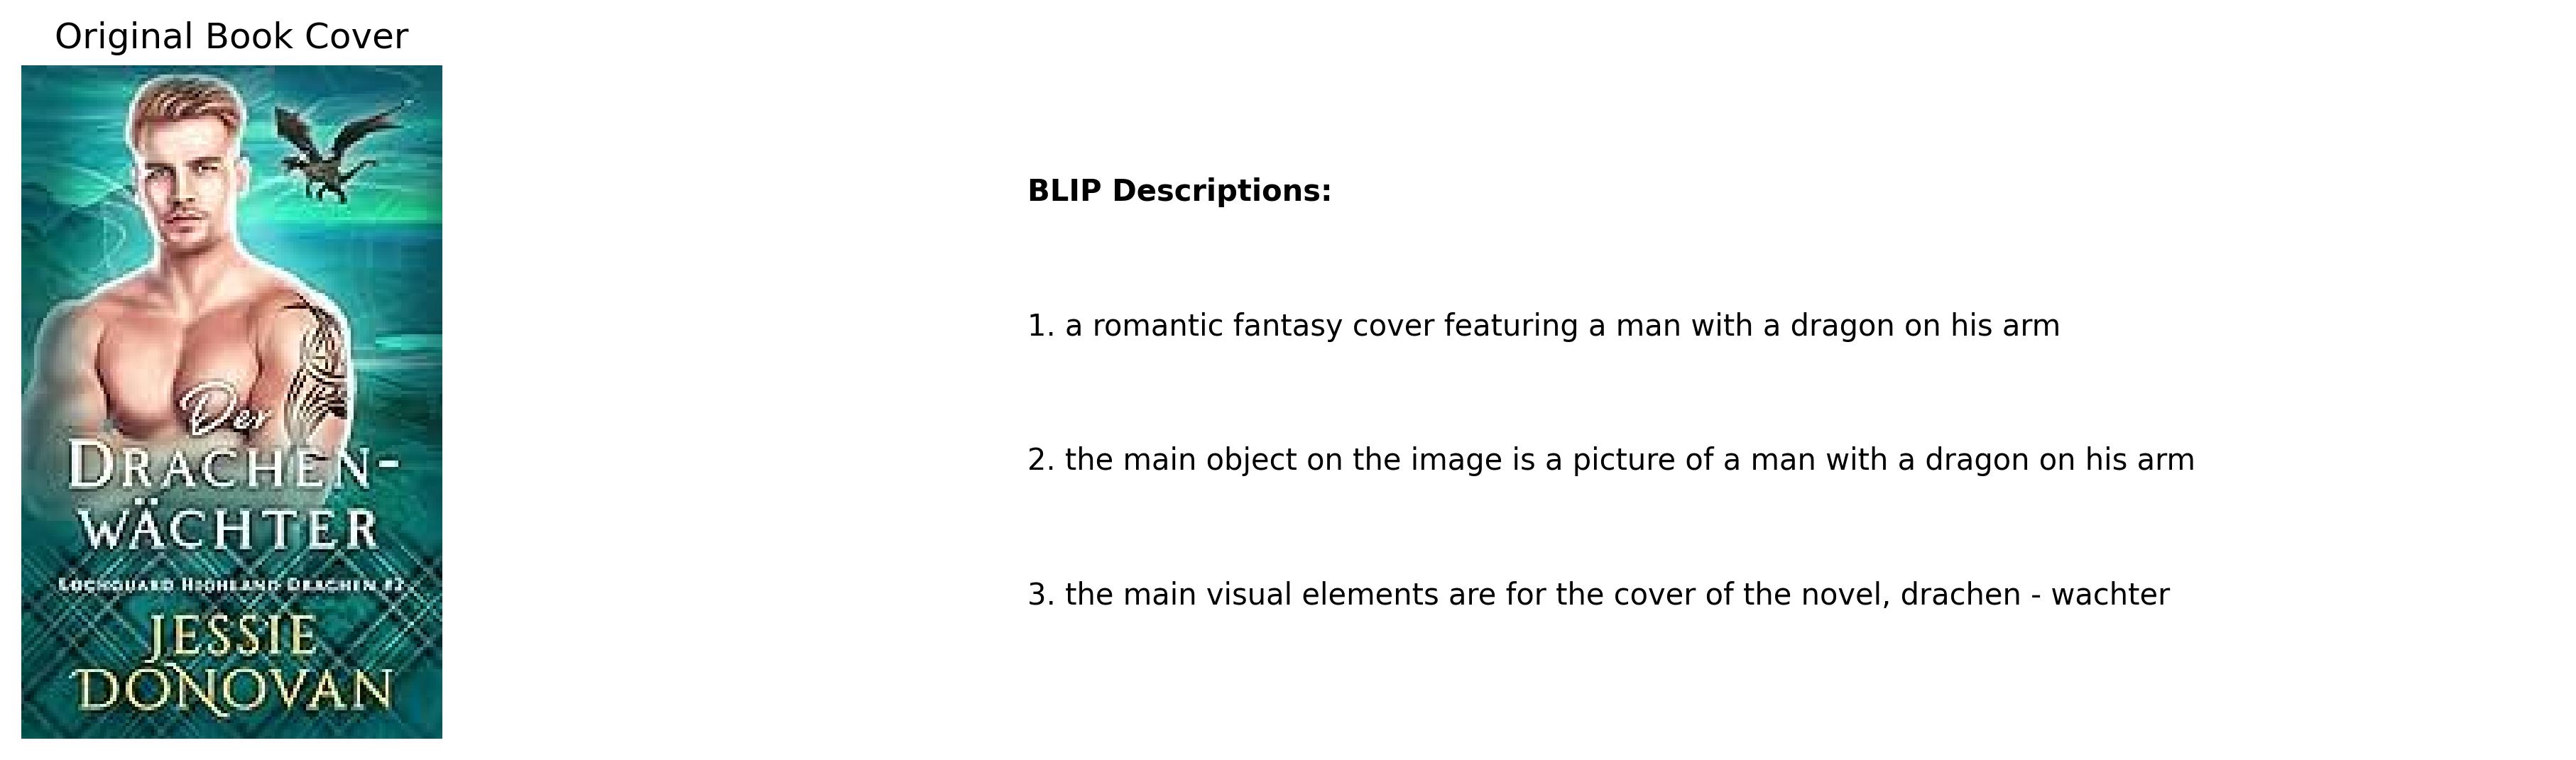 Original Book Cover
Der
DRACHEN-
WÄCHTER
LOCHGUARD HIGHLAND DRACHEN #2
JESSIE
DONOVAN
BLIP Descriptions:
1. a romantic fantasy cover featuring a man with a dragon on his arm
2. the main object on the image is a picture of a man with a dragon on his arm
3. the main visual elements are for the cover of the novel, drachen - wachter